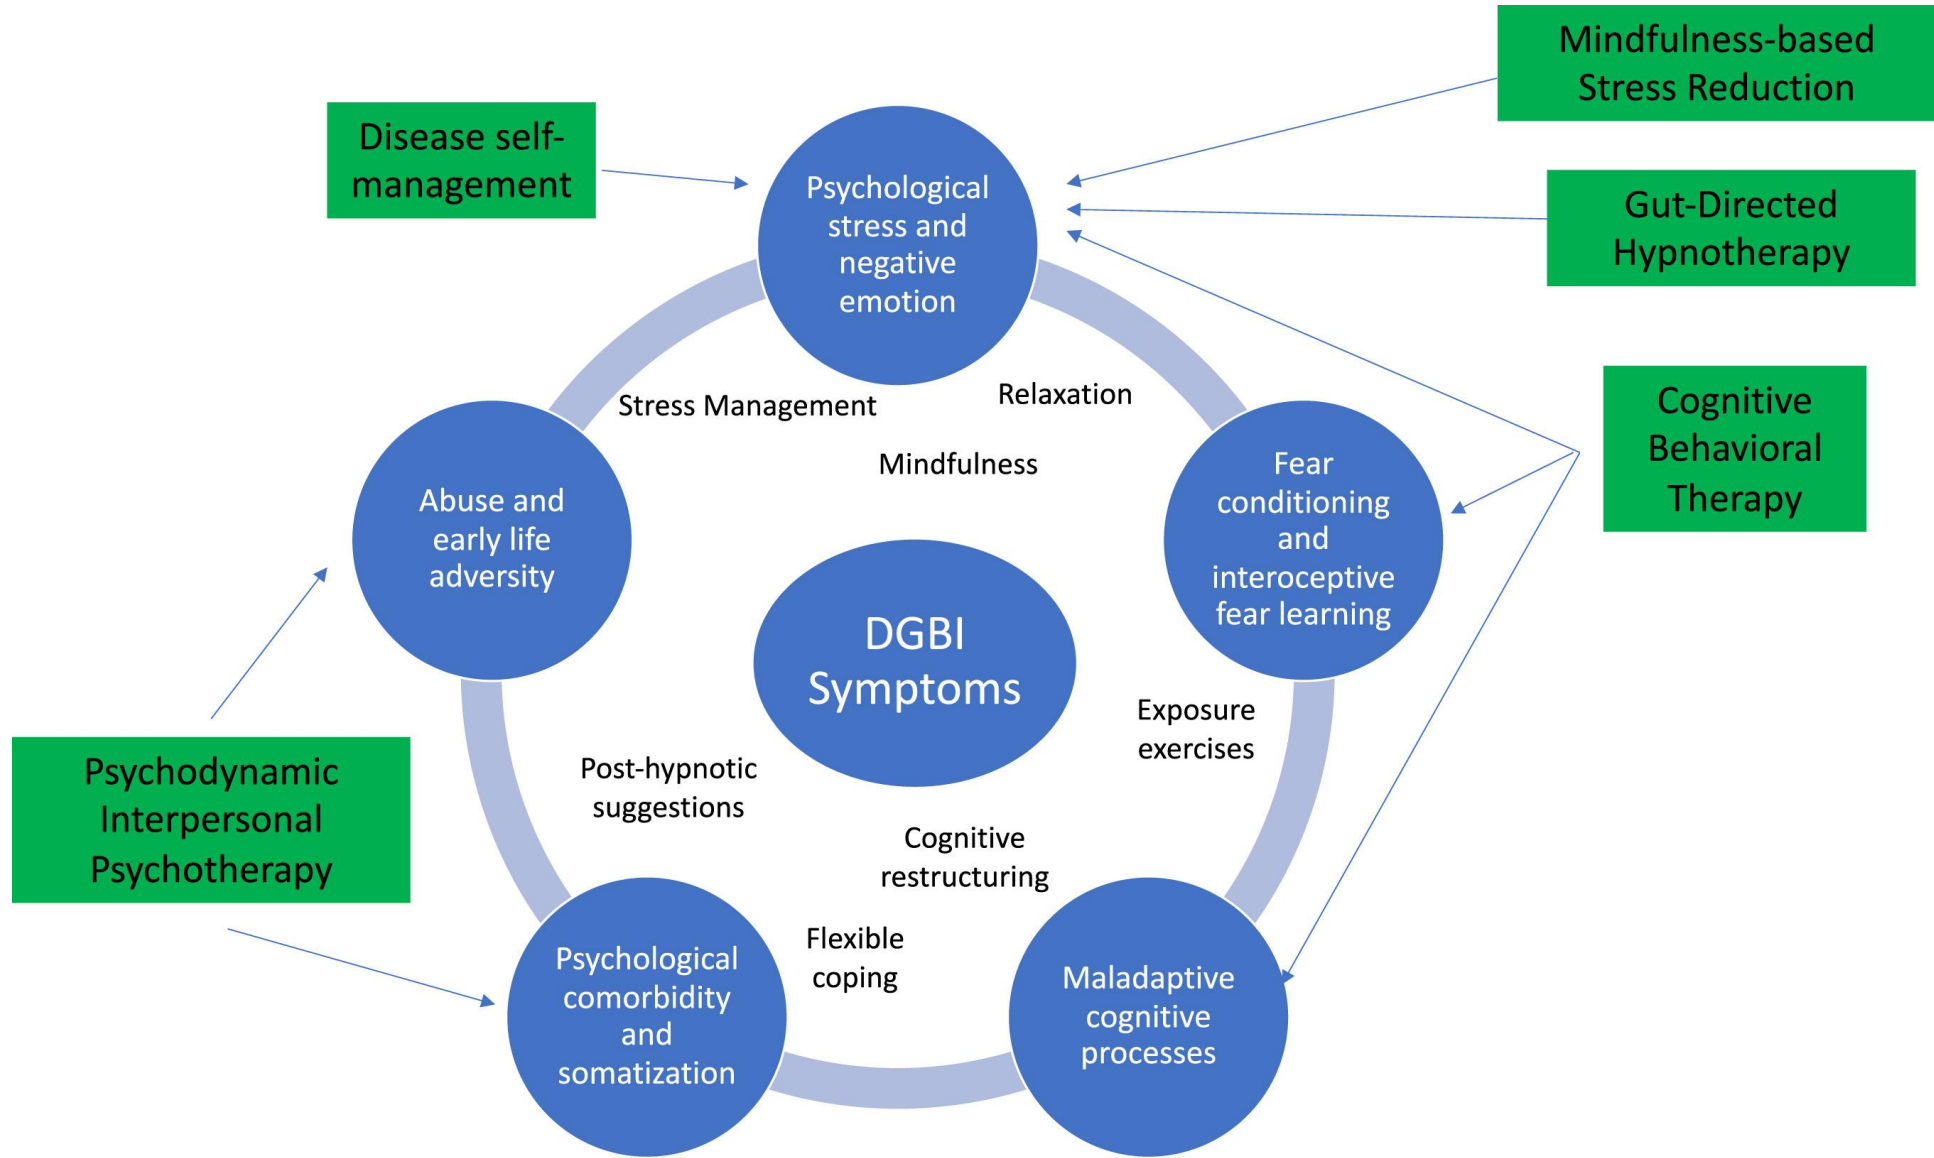 Mindfulness-based
Stress Reduction
Disease self-
management
Psychological
stress and
negative
emotion
Gut-Directed
Hypnotherapy
Stress Management
Relaxation
Mindfulness
Cognitive
Behavioral
Therapy
Abuse and
early life
adversity
Fear
conditioning
and
interoceptive
fear learning
DGBI
Symptoms
Exposure
exercises
Psychodynamic
Interpersonal
Psychotherapy
Post-hypnotic
suggestions
Cognitive
restructuring
Flexible
coping
Psychological
comorbidity
and
somatization
Maladaptive
cognitive
processes